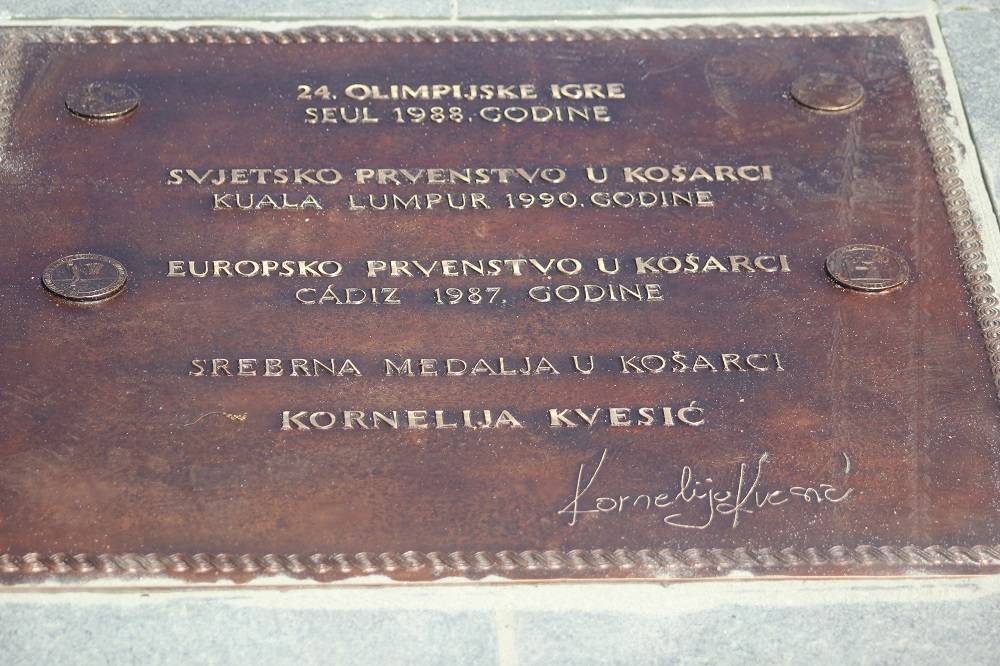 24. OLIMPIJSKE IGRE
SEUL 1988. GODINE
SVJETSKO PRVENSTVO U KOŠARCI
KUALA LUMPUR 1990. GODINE
EUROPSKO PRVENSTVO U KOŠARCI
CÁDIZ 1987. GODINE
SREBRNA MEDALJA U KOŠARCI
KORNELIJA KVESIĆ
Kornelija Kvesić